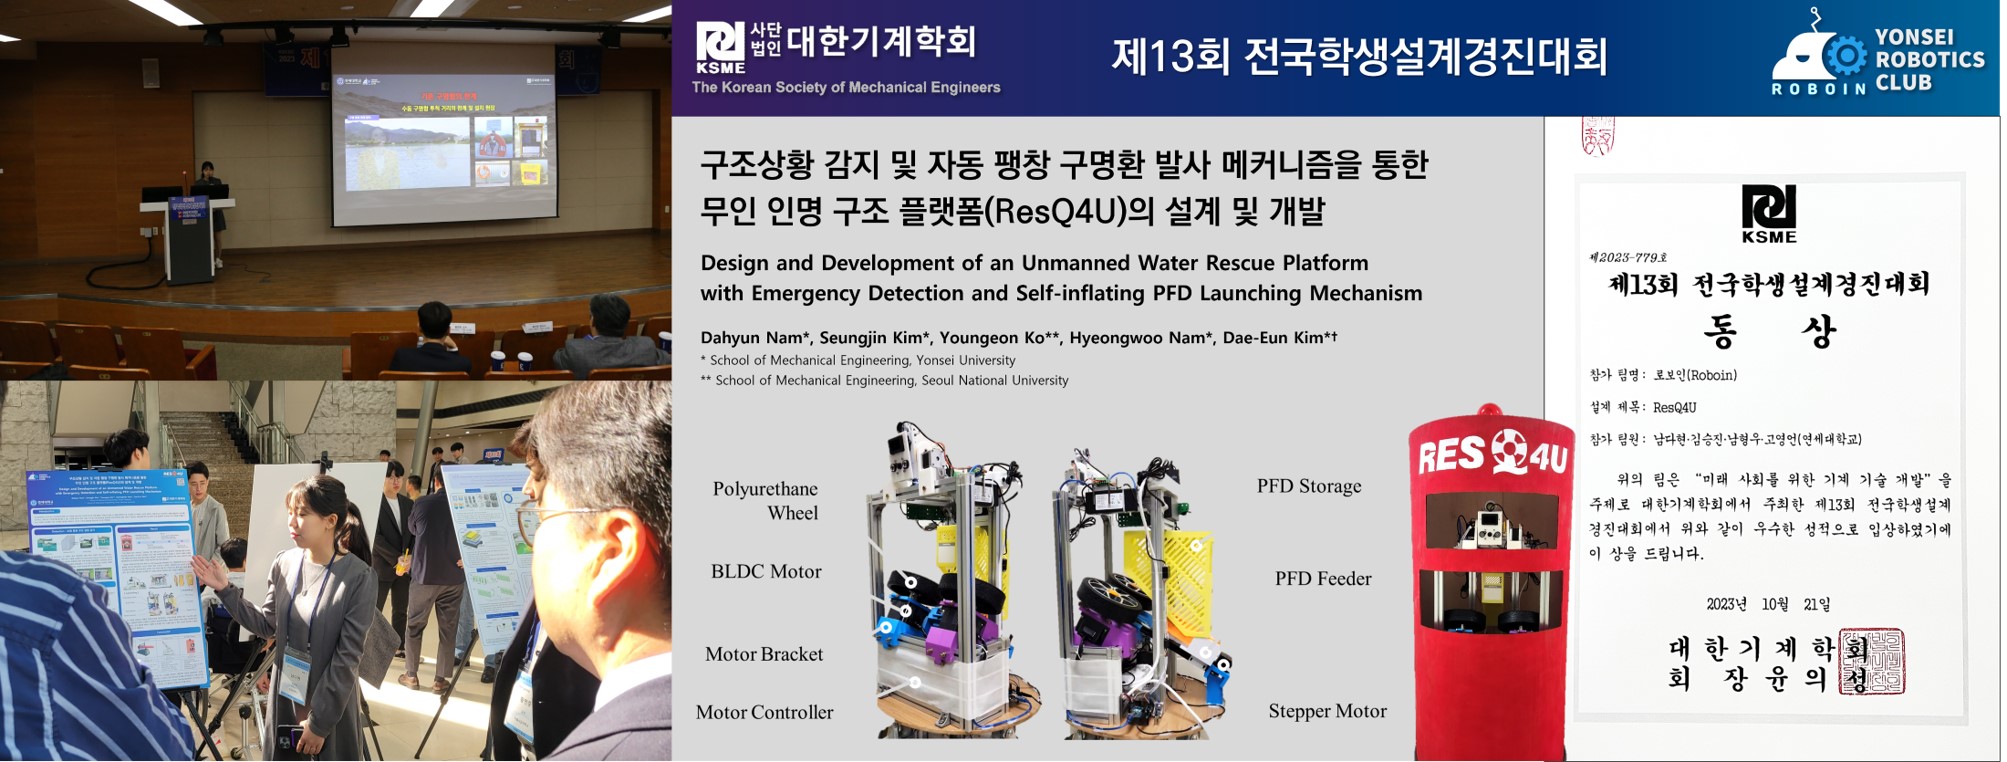 사단
법인
대한기계학회
KSME
The Korean Society of Mechanical Engineers
제13회 전국학생설계경진대회
ROBOIN
YONSEI
ROBOTICS
CLUB
구조상황 감지 및 자동 팽창 구명환 발사 메커니즘을 통한
무인 인명 구조 플랫폼(ResQ4U)의 설계 및 개발
Design and Development of an Unmanned Water Rescue Platform
with Emergency Detection and Self-inflating PFD Launching Mechanism
Dahyun Nam*, Seungjin Kim*, Youngeon Ko**, Hyeongwoo Nam*, Dae-Eun Kim*†
* School of Mechanical Engineering, Yonsei University
** School of Mechanical Engineering, Seoul National University
Polyurethane
Wheel
BLDC Motor
Motor Bracket
Motor Controller
PFD Storage
PFD Feeder
Stepper Motor
RESQ4U
KSME
제2023-779호
제13회 전국학생설계경진대회
동 상
참가 팀명 : 로보인(Roboin)
설계 제목 : ResQ4U
참가 팀원 : 남다현·김승진·남형우·고영언(연세대학교)
위의 팀은 “미래 사회를 위한 기계 기술 개발” 을
주제로 대한기계학회에서 주최한 제13회 전국학생설계
경진대회에서 위와 같이 우수한 성적으로 입상하였기에
이 상을 드립니다.
2023년 10월 21일
대한기계학회
회 장 윤 의 성